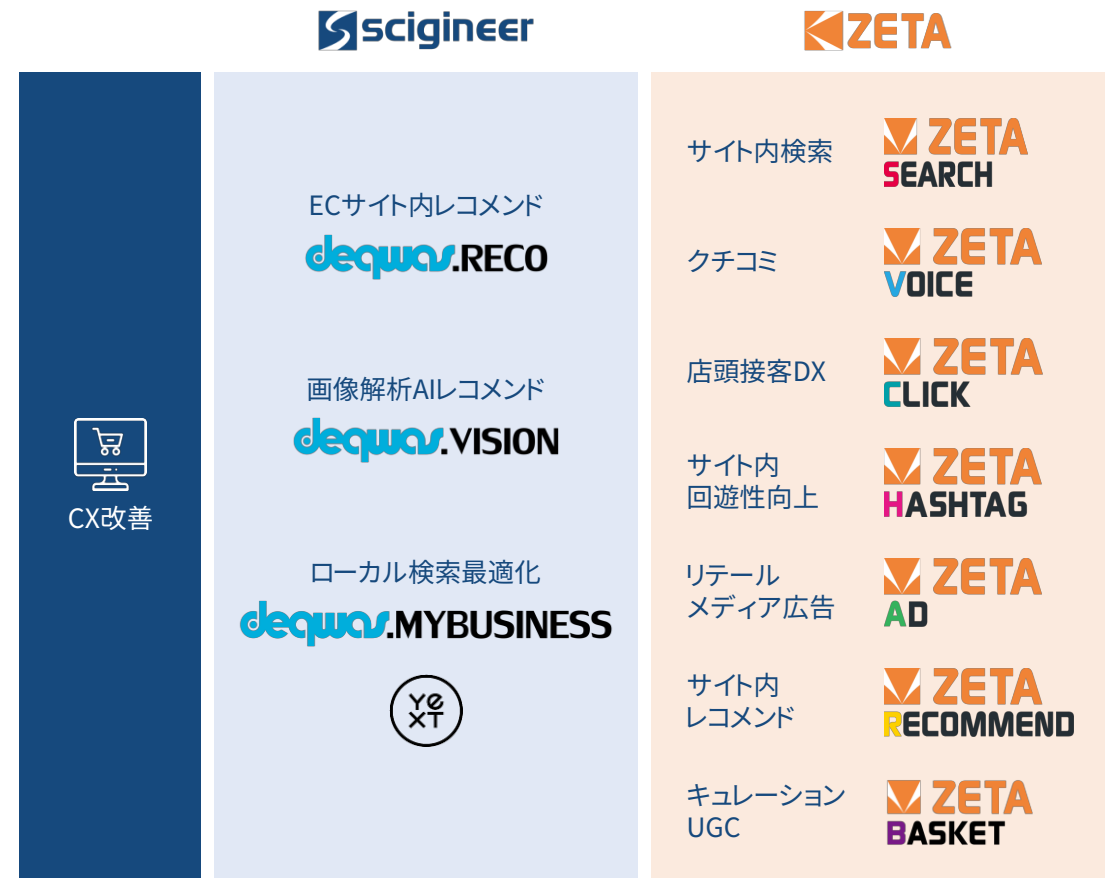 scigineer
ZETA
CX改善
ECサイト内レコメンド
deqwas.RECO
画像解析AIレコメンド
deqwas.VISION
ローカル検索最適化
deqwas.MYBUSINESS
yext
サイト内検索
ZETA
SEARCH
クチコミ
ZETA
VOICE
店頭接客DX
ZETA
CLICK
サイト内
回遊性向上
ZETA
HASHTAG
リテール
メディア広告
ZETA
AD
サイト内
レコメンド
ZETA
RECOMMEND
キュレーション
UGC
ZETA
BASKET